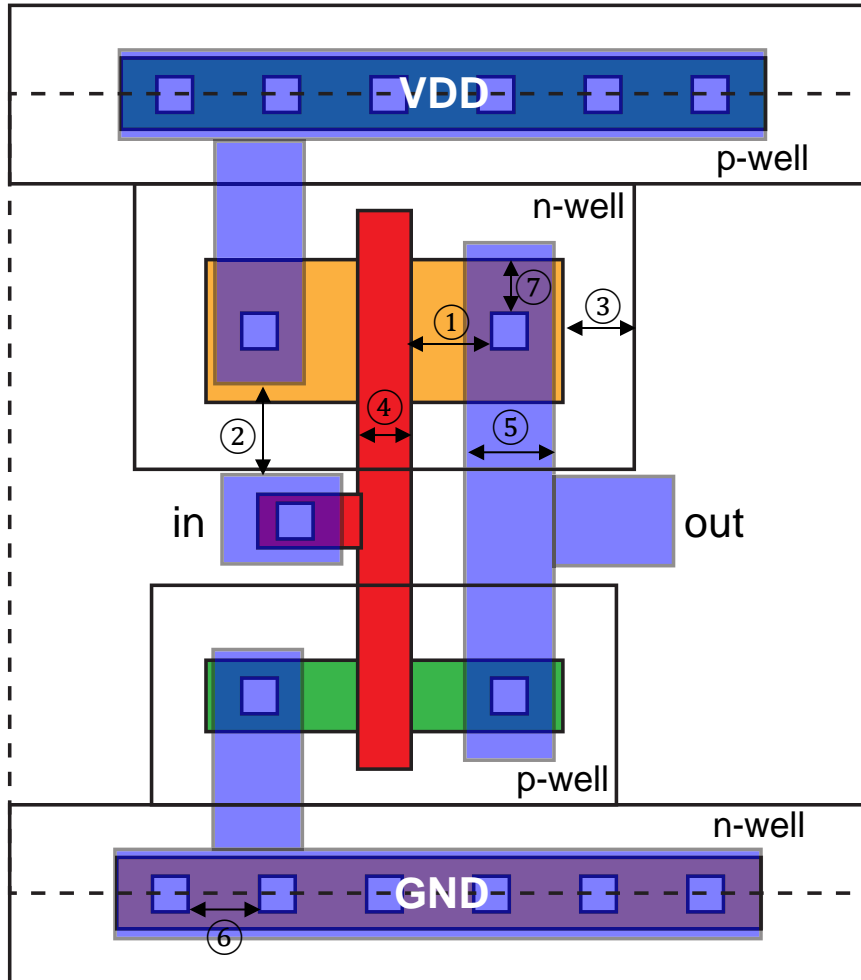 VDD
p-well
n-well
⑦
①
③
④
②
⑤
in
out
p-well
n-well
GND
⑥